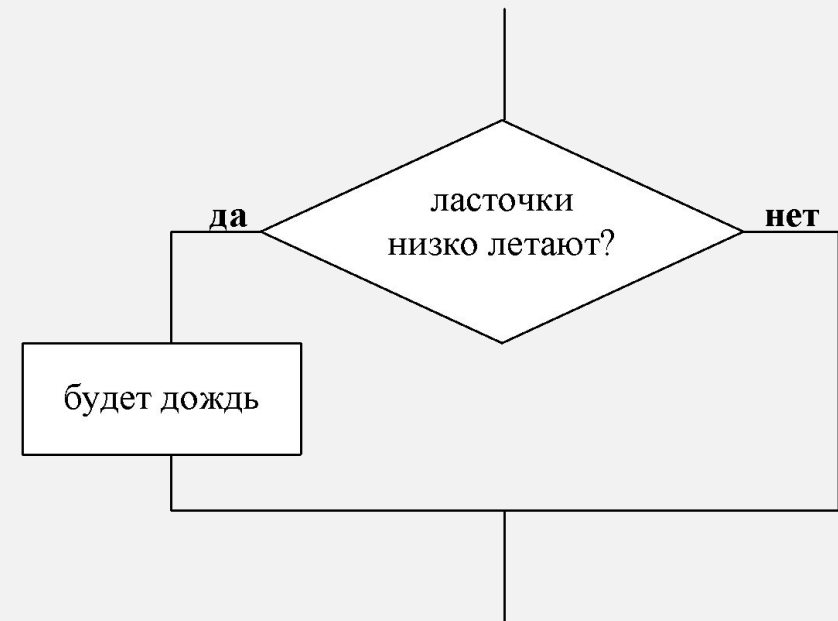 ласточки
низко летают?
да
нет
будет дождь